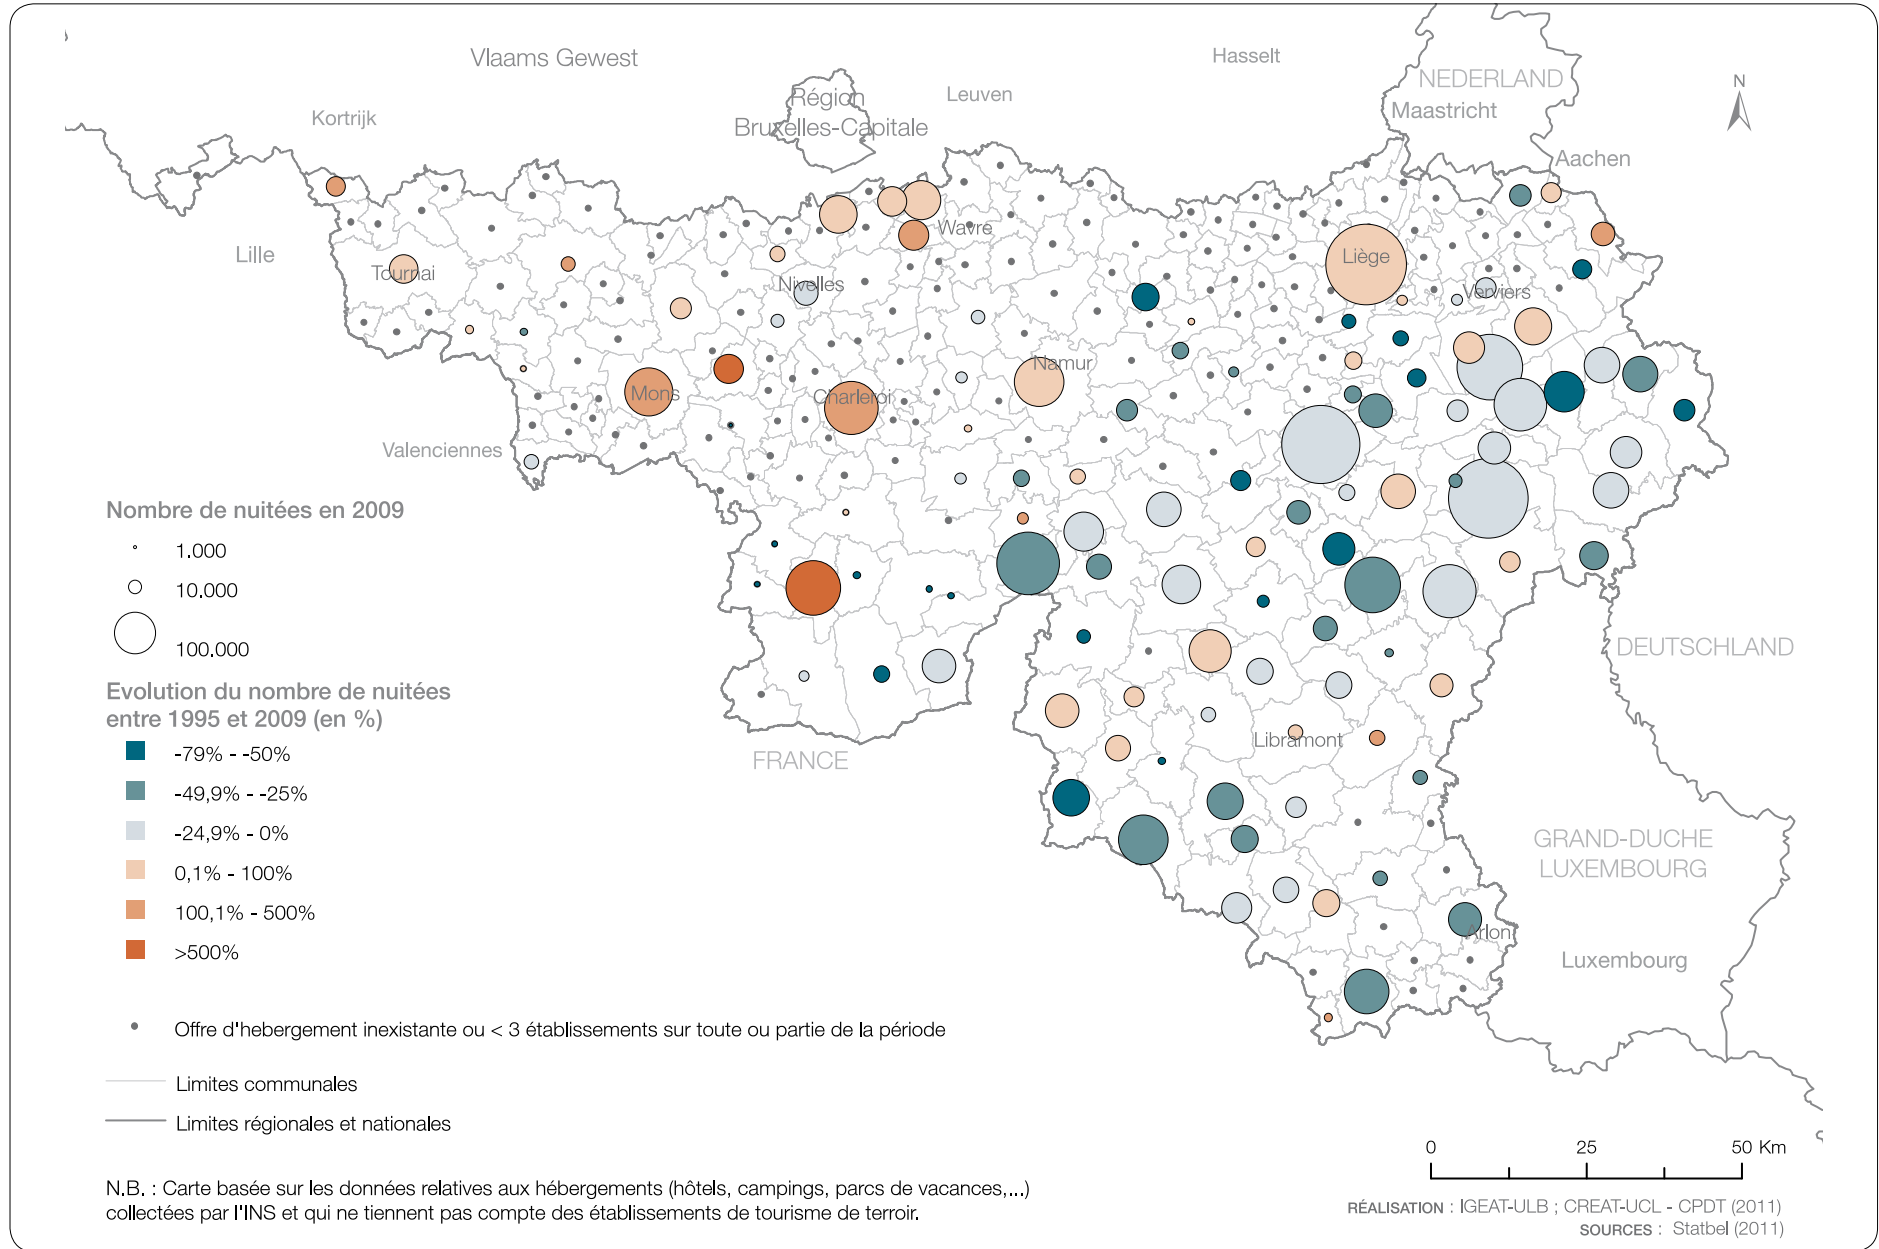 Vlaams Gewest
Hasselt
NEDERLAND
Maastricht
N
Kortrijk
Région
Bruxelles-Capitale
Leuven
Aachen
Lille
Tournai
Wavre
Nivelles
Liège
Verviers
Mons
Charleroi
Namur
Valenciennes
DEUTSCHLAND
FRANCE
Libramont
GRAND-DUCHE
LUXEMBOURG
Arlon
Luxembourg
Nombre de nuitées en 2009
1.000
10.000
100.000
Evolution du nombre de nuitées
entre 1995 et 2009 (en %)
-79% - -50%
-49,9% - -25%
-24,9% - 0%
0,1% - 100%
100,1% - 500%
>500%
Offre d'hebergement inexistante ou < 3 établissements sur toute ou partie de la période
Limites communales
Limites régionales et nationales
N.B. : Carte basée sur les données relatives aux hébergements (hôtels, campings, parcs de vacances,...)
collectées par l'INS et qui ne tiennent pas compte des établissements de tourisme de terroir.
0 25 50 Km
RÉALISATION : IGEAT-ULB ; CREAT-UCL - CPDT (2011)
SOURCES : Statbel (2011)